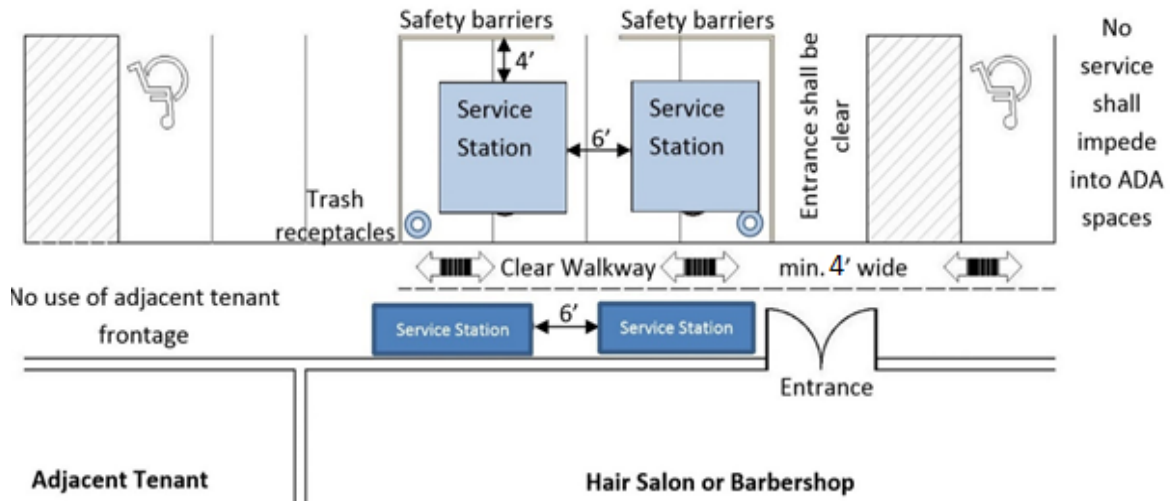 Safety barriers
Safety barriers
4’
Service
Station
6’
Service
Station
Entrance shall be
clear
No
service
shall
impede
into ADA
spaces
Trash
receptacles
Clear Walkway
min. 4’ wide
No use of adjacent tenant
frontage
Service Station
6’
Service Station
Entrance
Adjacent Tenant
Hair Salon or Barbershop